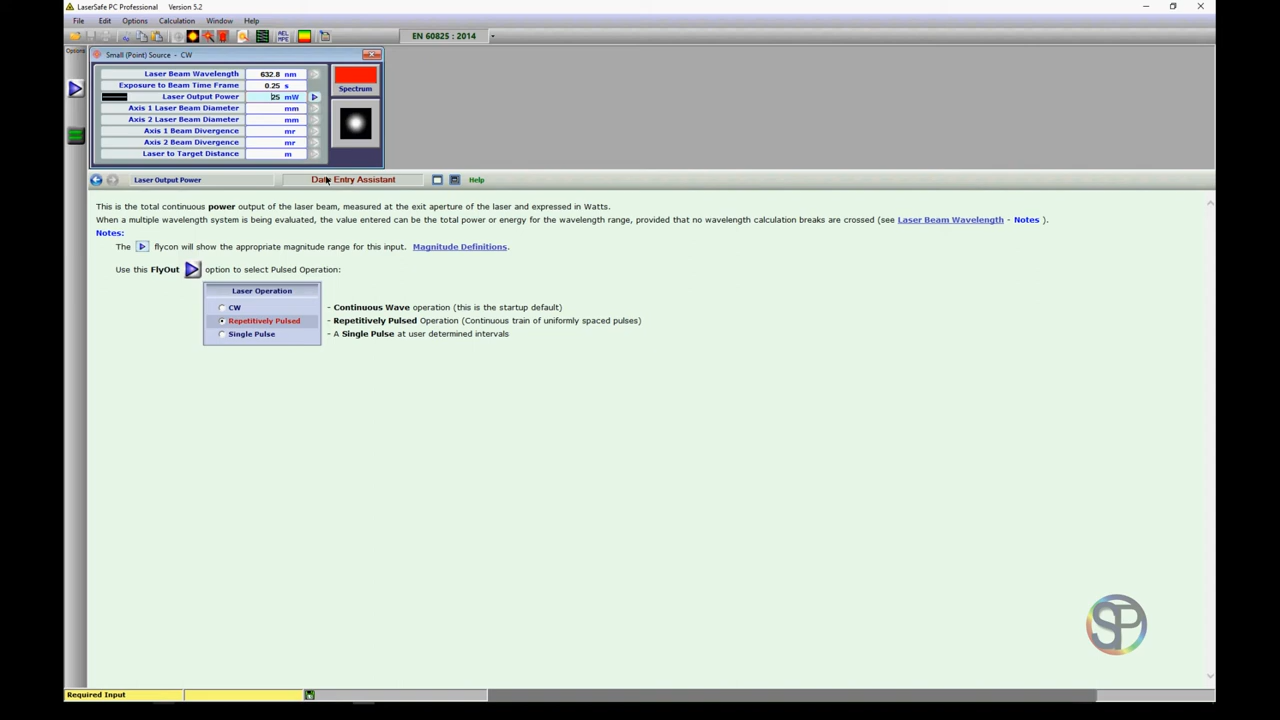 LaserSafe PC Professional Version 5.2
File Edit Options Calculation Window Help
AEL
MPE
EN 60825 : 2014
Options
Small (Point) Source - CW
Laser Beam Wavelength 632.8 nm
Exposure to Beam Time Frame 0.25 s
Laser Output Power 25 mW
Axis 1 Laser Beam Diameter mm
Axis 2 Laser Beam Diameter mm
Axis 1 Beam Divergence mr
Axis 2 Beam Divergence mr
Laser to Target Distance m
Spectrum
Laser Output Power Data Entry Assistant Help
This is the total continuous power output of the laser beam, measured at the exit aperture of the laser and expressed in Watts.
When a multiple wavelength system is being evaluated, the value entered can be the total power or energy for the wavelength range, provided that no wavelength calculation breaks are crossed (see Laser Beam Wavelength - Notes ).
Notes:
The flycon will show the appropriate magnitude range for this input. Magnitude Definitions.
Use this FlyOut option to select Pulsed Operation:
Laser Operation
CW - Continuous Wave operation (this is the startup default)
Repetitively Pulsed - Repetitively Pulsed Operation (Continuous train of uniformly spaced pulses)
Single Pulse - A Single Pulse at user determined intervals
SP
Required Input